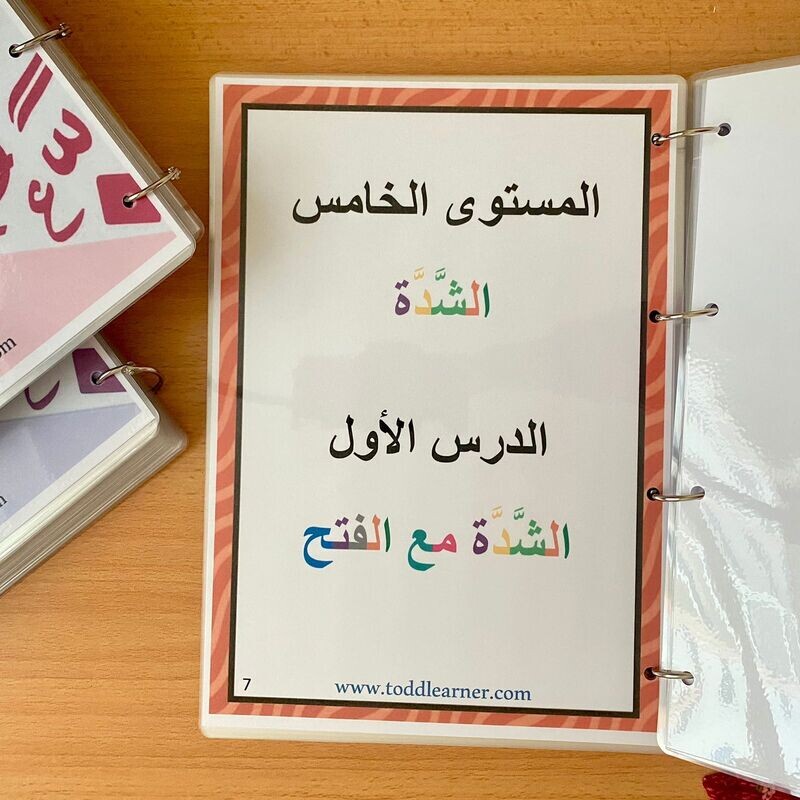 المستوى الخامس
الشَّدَّة
الدرس الأول
الشَّدَّة مع الفتح
7
www.toddlearner.com